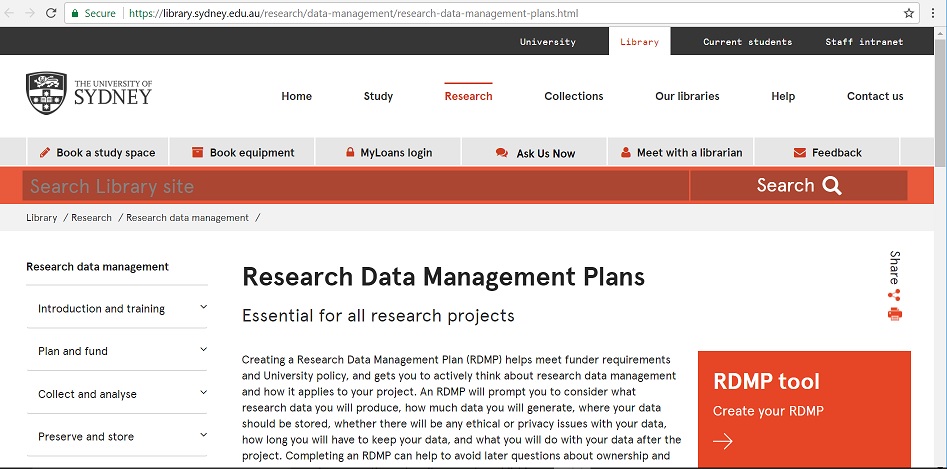 Secure https://library.sydney.edu.au/research/data-management/research-data-management-plans.html
University Library Current students Staff intranet
THE UNIVERSITY OF
SYDNEY
Home Study Research Collections Our libraries Help Contact us
Book a study space Book equipment MyLoans login Ask Us Now Meet with a librarian Feedback
Search Library site Search
Library / Research / Research data management /
Share
Research data management
Introduction and training
Plan and fund
Collect and analyse
Preserve and store
Research Data Management Plans
Essential for all research projects
Creating a Research Data Management Plan (RDMP) helps meet funder requirements
and University policy, and gets you to actively think about research data management
and how it applies to your project. An RDMP will prompt you to consider what
research data you will produce, how much data you will generate, where your data
should be stored, whether there will be any ethical or privacy issues with your data,
how long you will have to keep your data, and what you will do with your data after the
project. Completing an RDMP can help to avoid later questions about ownership and
RDMP tool
Create your RDMP